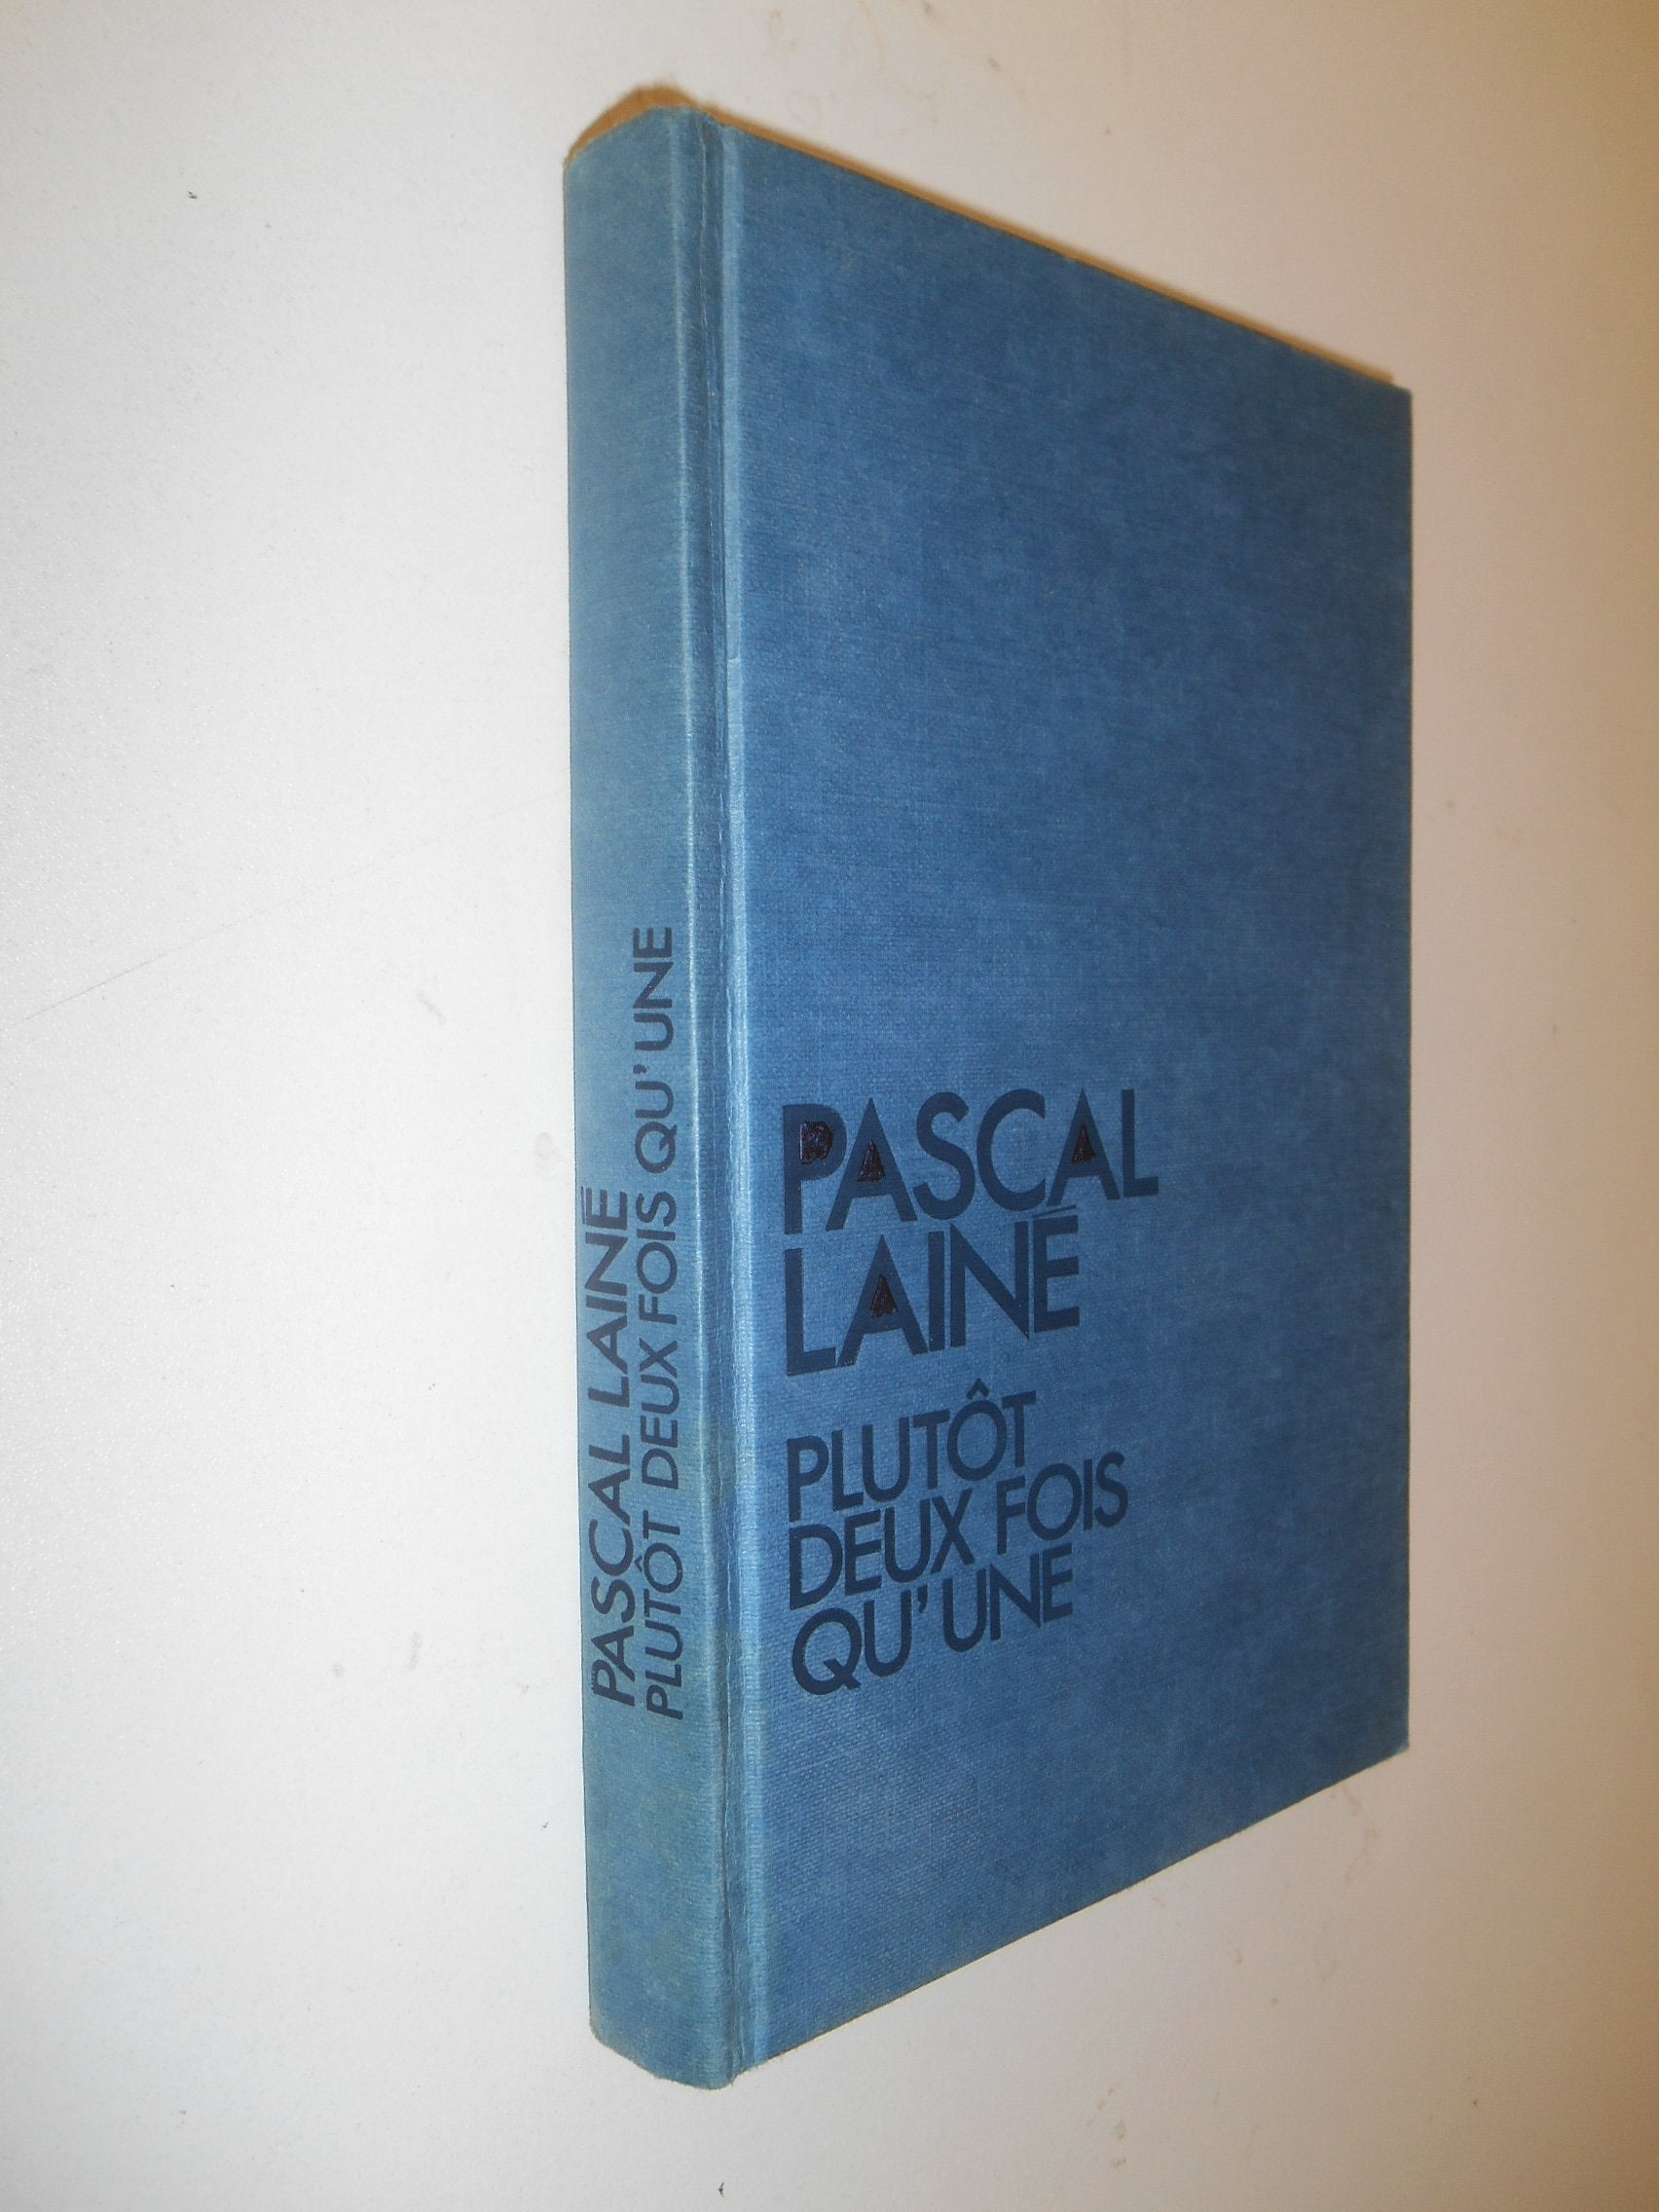 PASCAL LAINÉ
PLUTÔT DEUX FOIS QU'UNE
PASCAL
LAINÉ
PLUTÔT
DEUX FOIS
QU'UNE